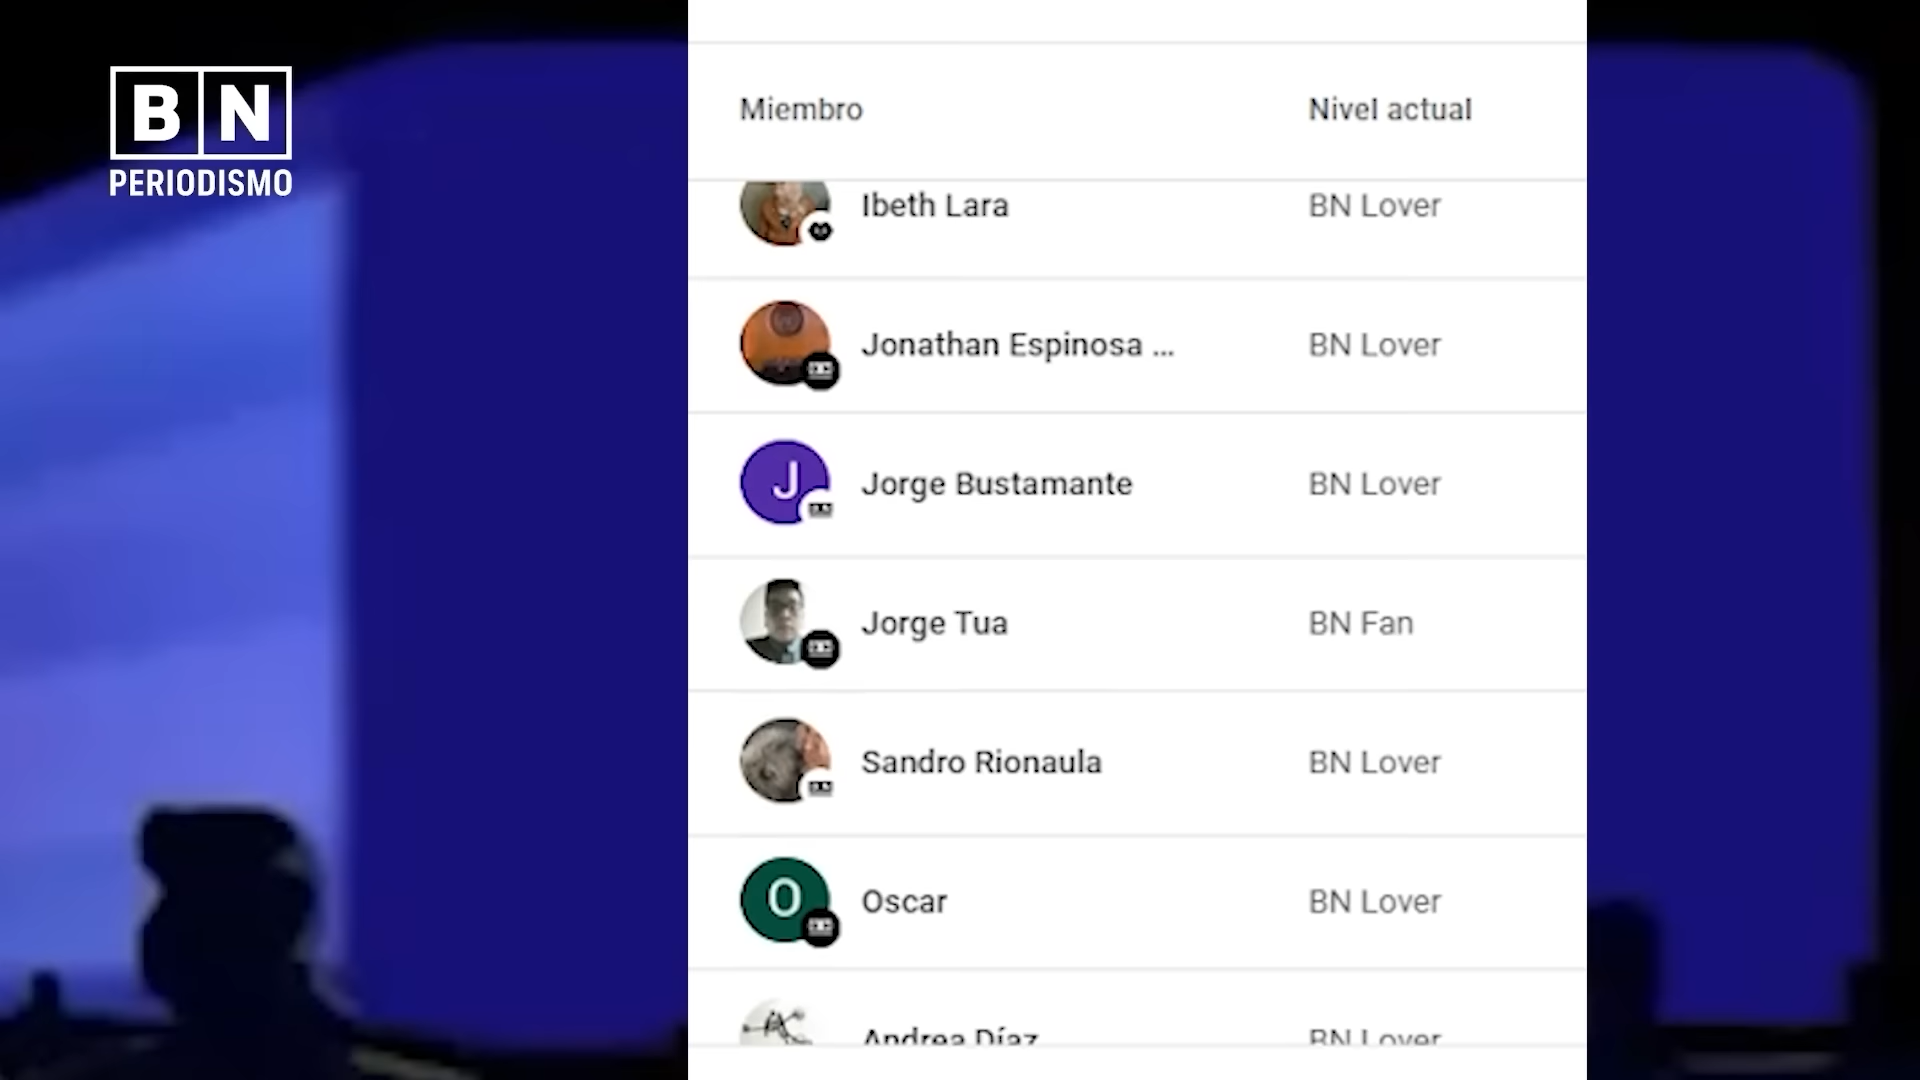 BN
PERIODISMO
Miembro Nivel actual
Ibeth Lara BN Lover
Jonathan Espinosa ... BN Lover
J Jorge Bustamante BN Lover
Jorge Tua BN Fan
Sandro Rionaula BN Lover
O Oscar BN Lover
Andrea Díaz BN Lover